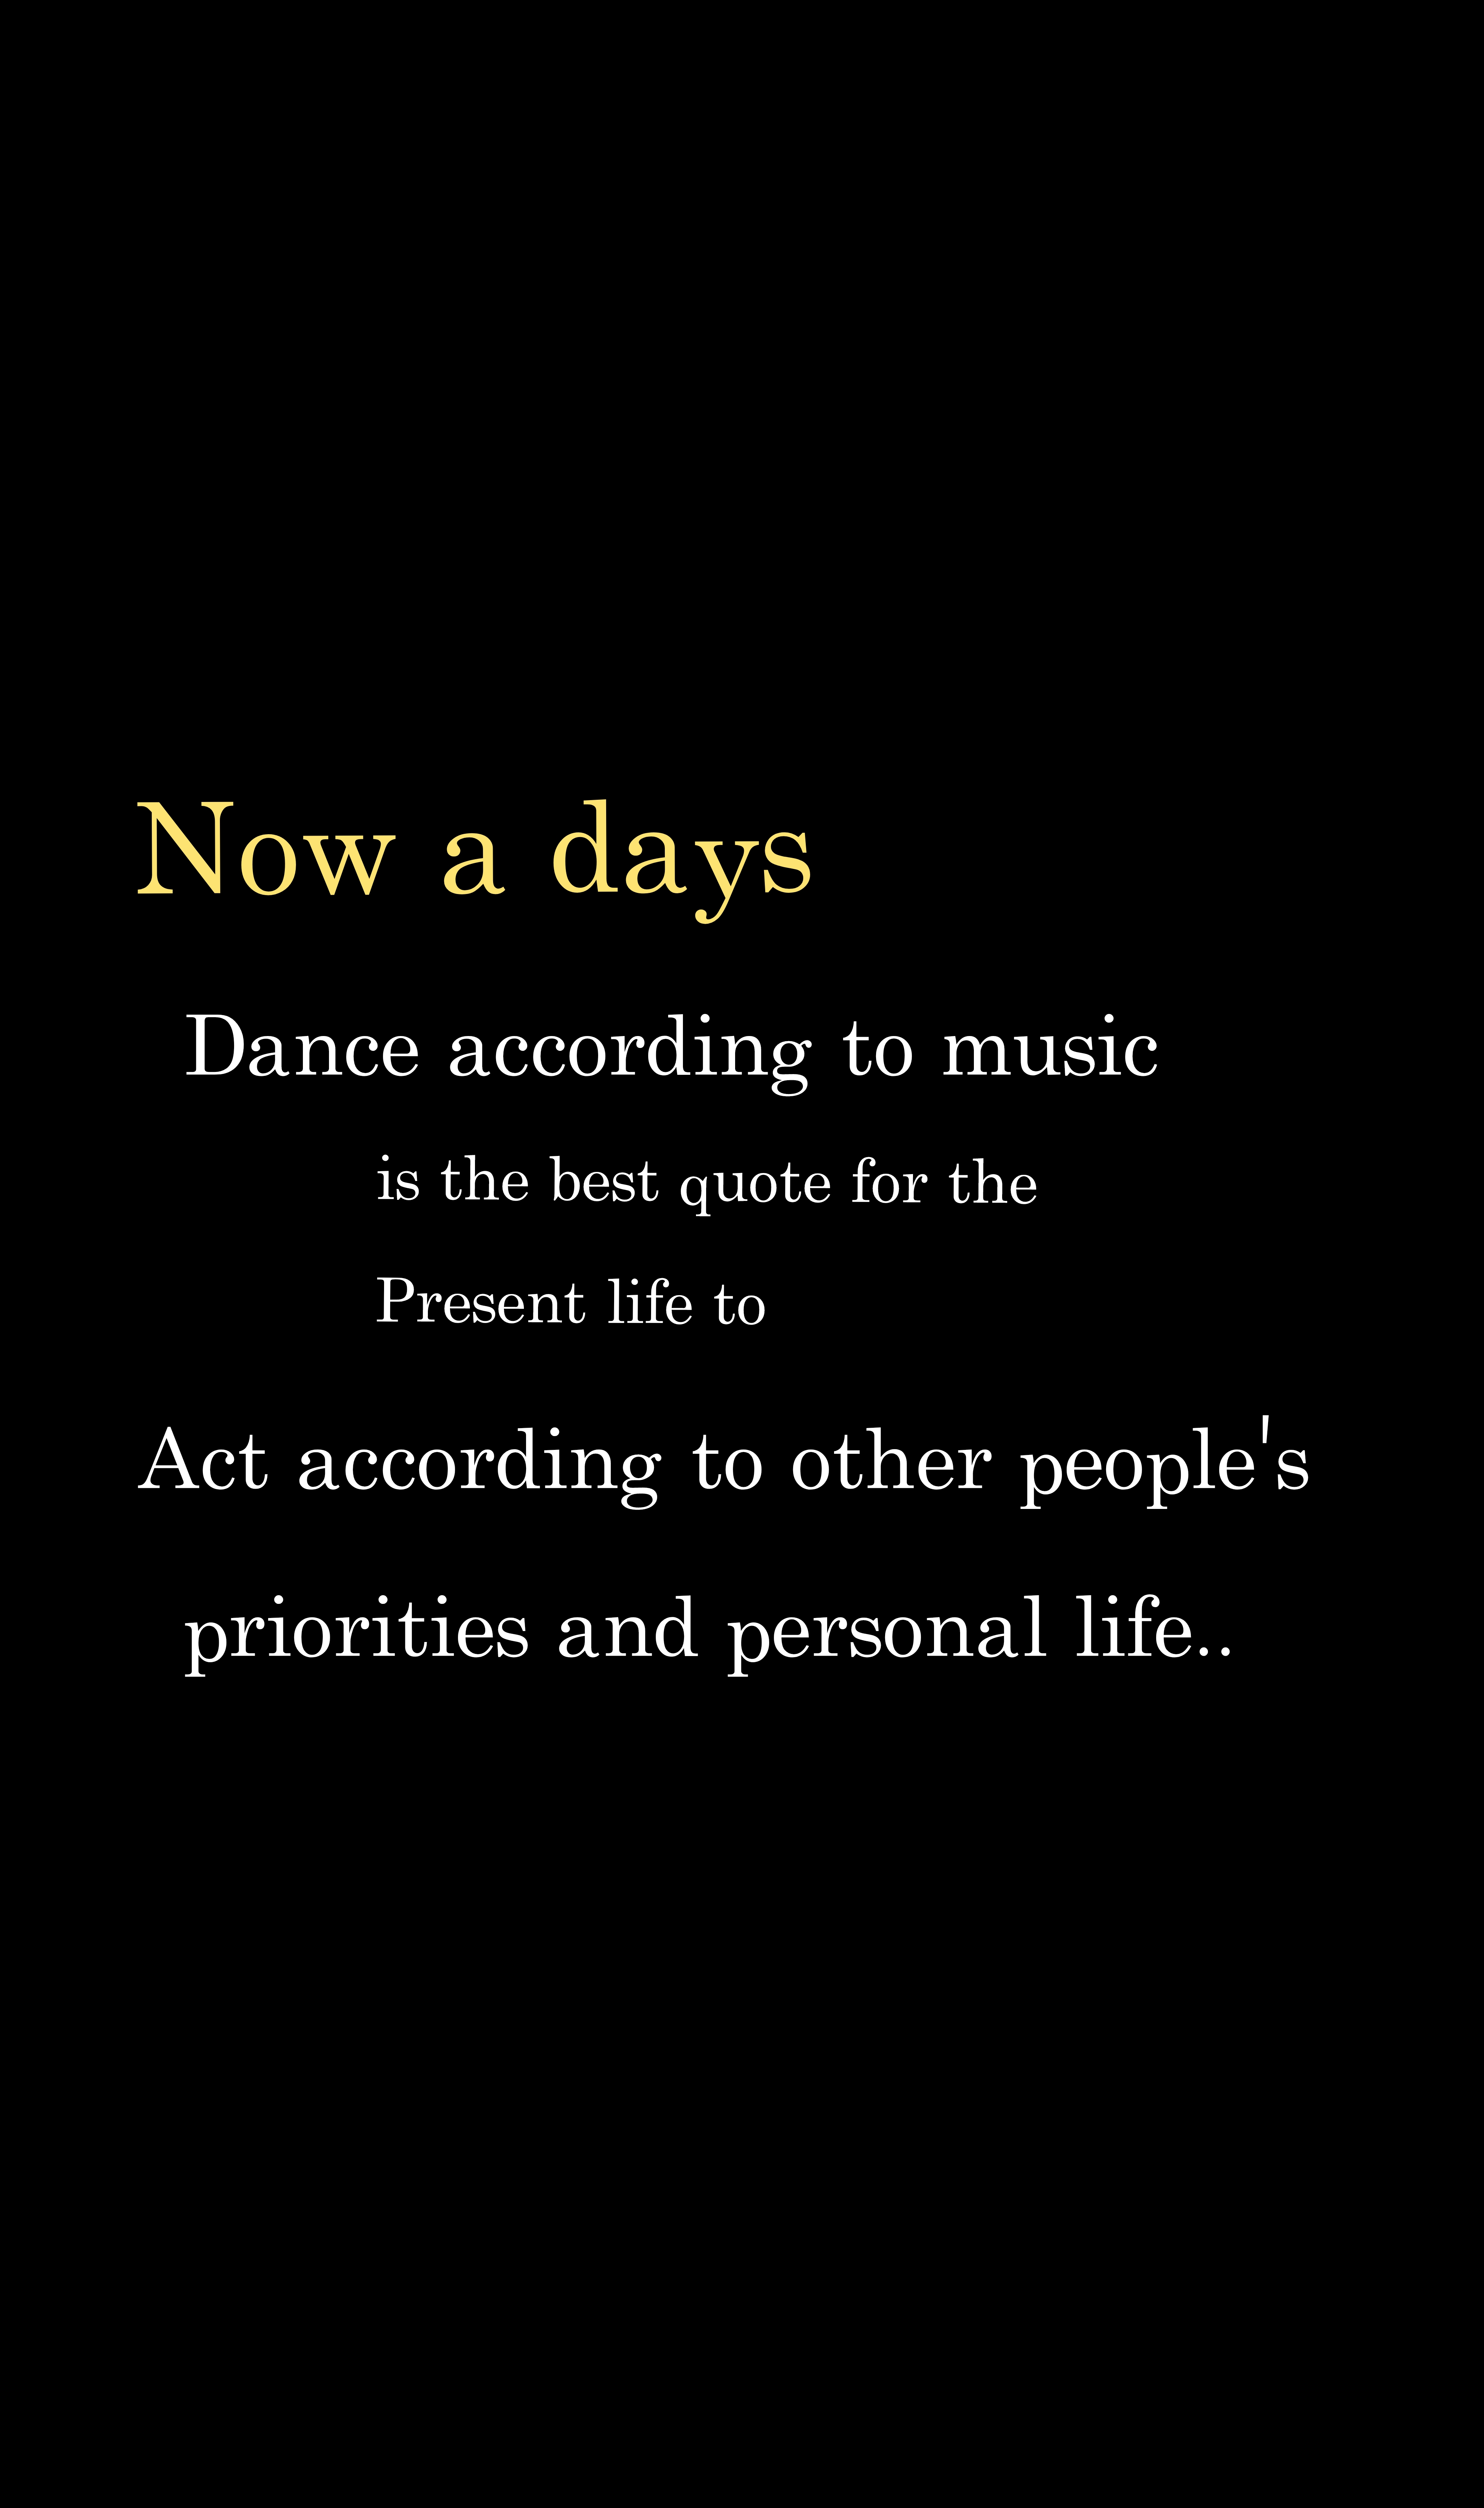 Now a days
Dance according to music
is the best quote for the
Present life to
Act according to other people's
priorities and personal life..